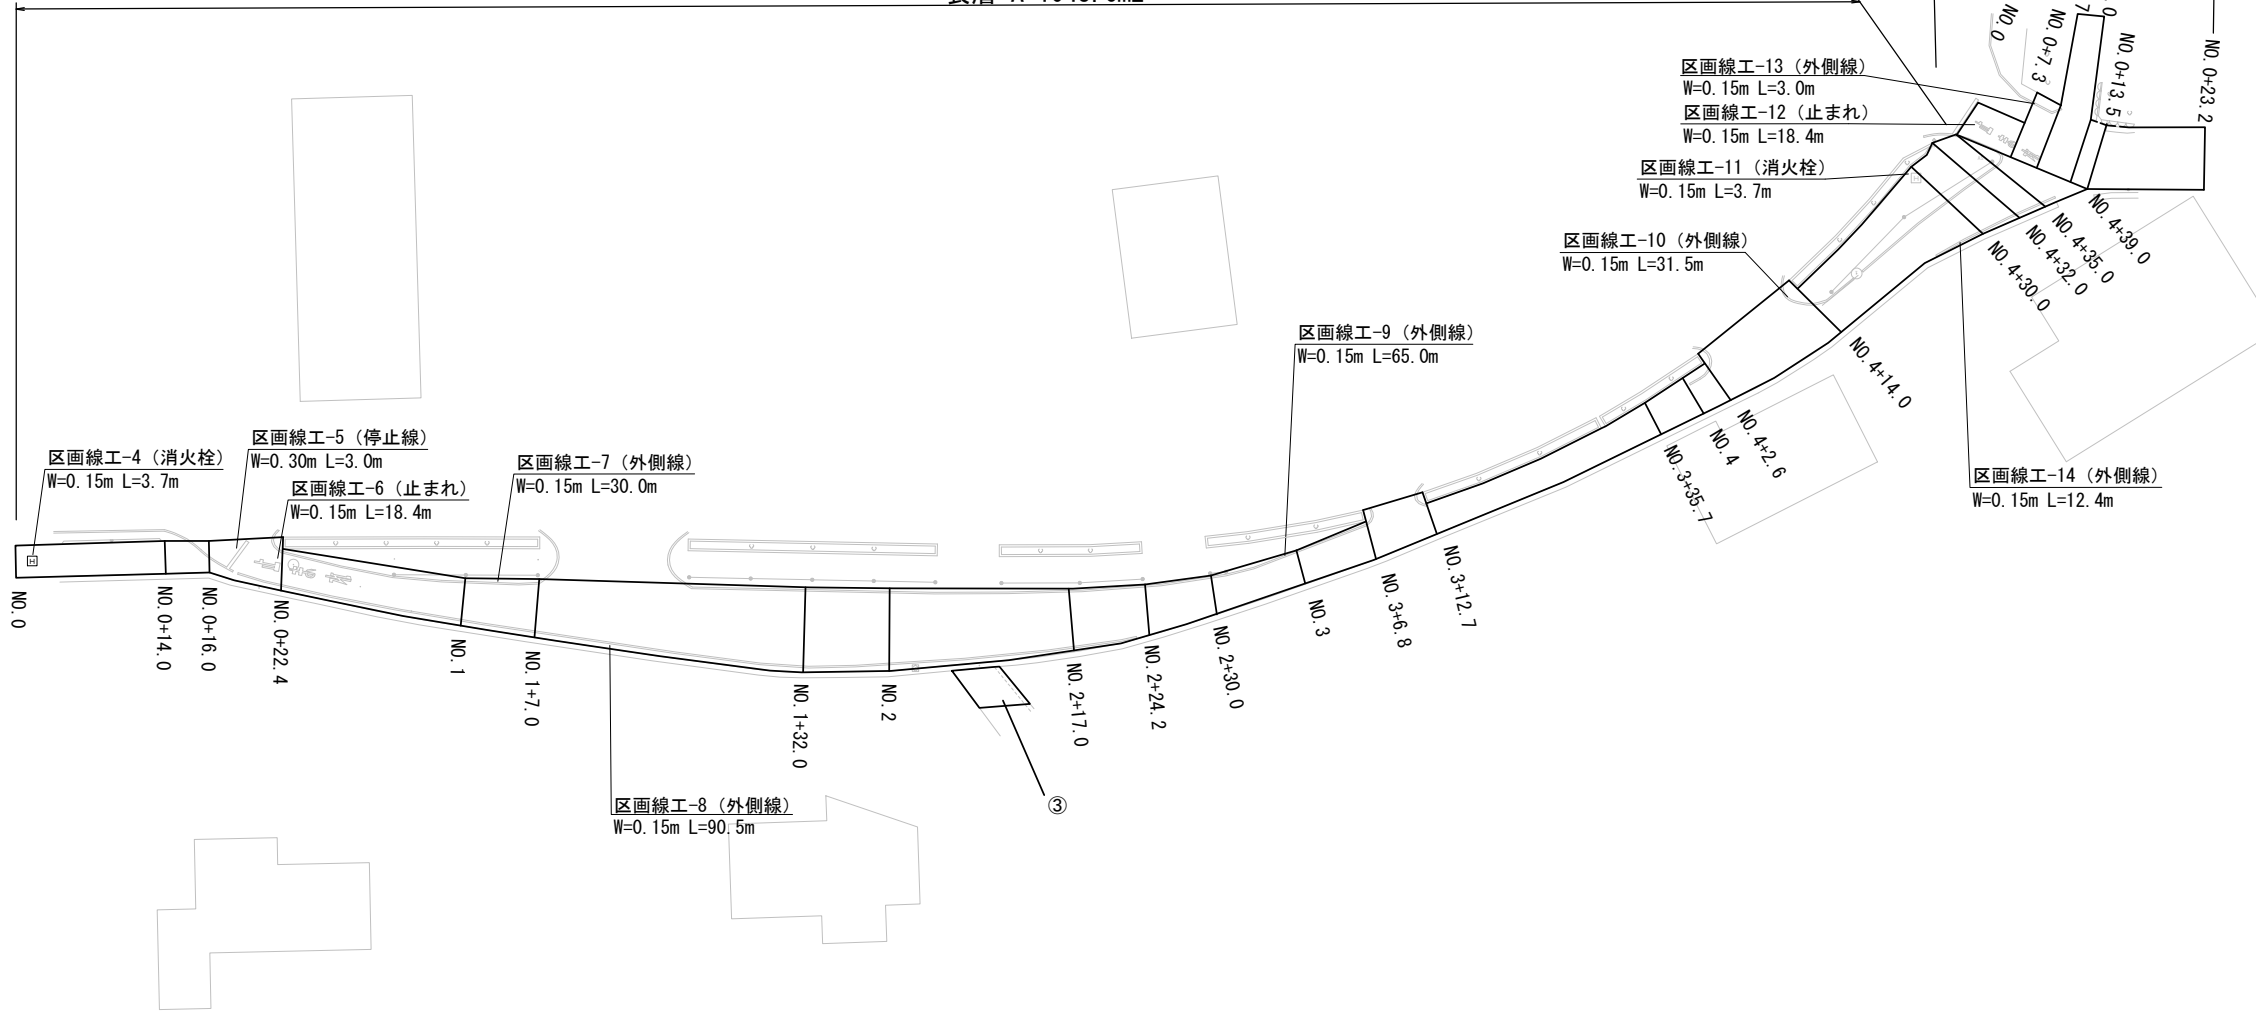 区画線工-13（外側線）
W=0.15m L=3.0m
区画線工-12（止まれ）
W=0.15m L=18.4m
区画線工-11（消火栓）
W=0.15m L=3.7m
区画線工-10（外側線）
W=0.15m L=31.5m
区画線工-9（外側線）
W=0.15m L=65.0m
区画線工-4（消火栓）
W=0.15m L=3.7m
区画線工-5（停止線）
W=0.30m L=3.0m
区画線工-6（止まれ）
W=0.15m L=18.4m
区画線工-7（外側線）
W=0.15m L=30.0m
区画線工-14（外側線）
W=0.15m L=12.4m
区画線工-8（外側線）
W=0.15m L=90.5m
③
H
H
止まれ
止まれ
NO.0
NO.0+14.0
NO.0+16.0
NO.0+22.4
NO.1
NO.1+7.0
NO.1+32.0
NO.2
NO.2+17.0
NO.2+24.2
NO.2+30.0
NO.3
NO.3+6.8
NO.3+12.7
NO.3+35.7
NO.4
NO.4+2.6
NO.4+14.0
NO.4+30.0
NO.4+32.0
NO.4+35.0
NO.4+39.0
NO.0
NO.0+7.3
NO.0+13.5
NO.0+23.2